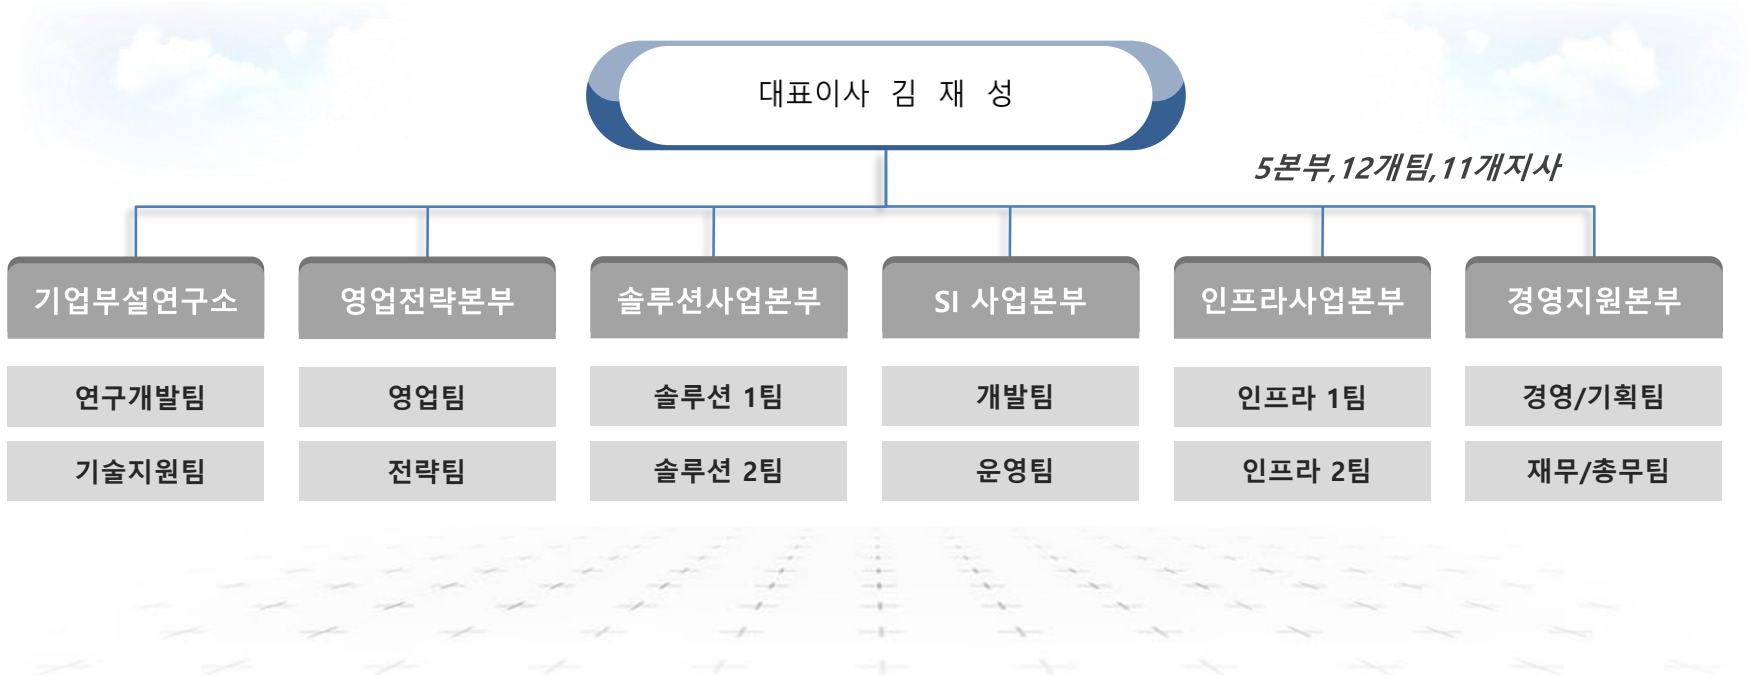 대표이사 김 재 성
5본부,12개팀,11개지사
기업부설연구소
영업전략본부
솔루션사업본부
SI 사업본부
인프라사업본부
경영지원본부
연구개발팀
영업팀
솔루션 1팀
개발팀
인프라 1팀
경영/기획팀
기술지원팀
전략팀
솔루션 2팀
운영팀
인프라 2팀
재무/총무팀